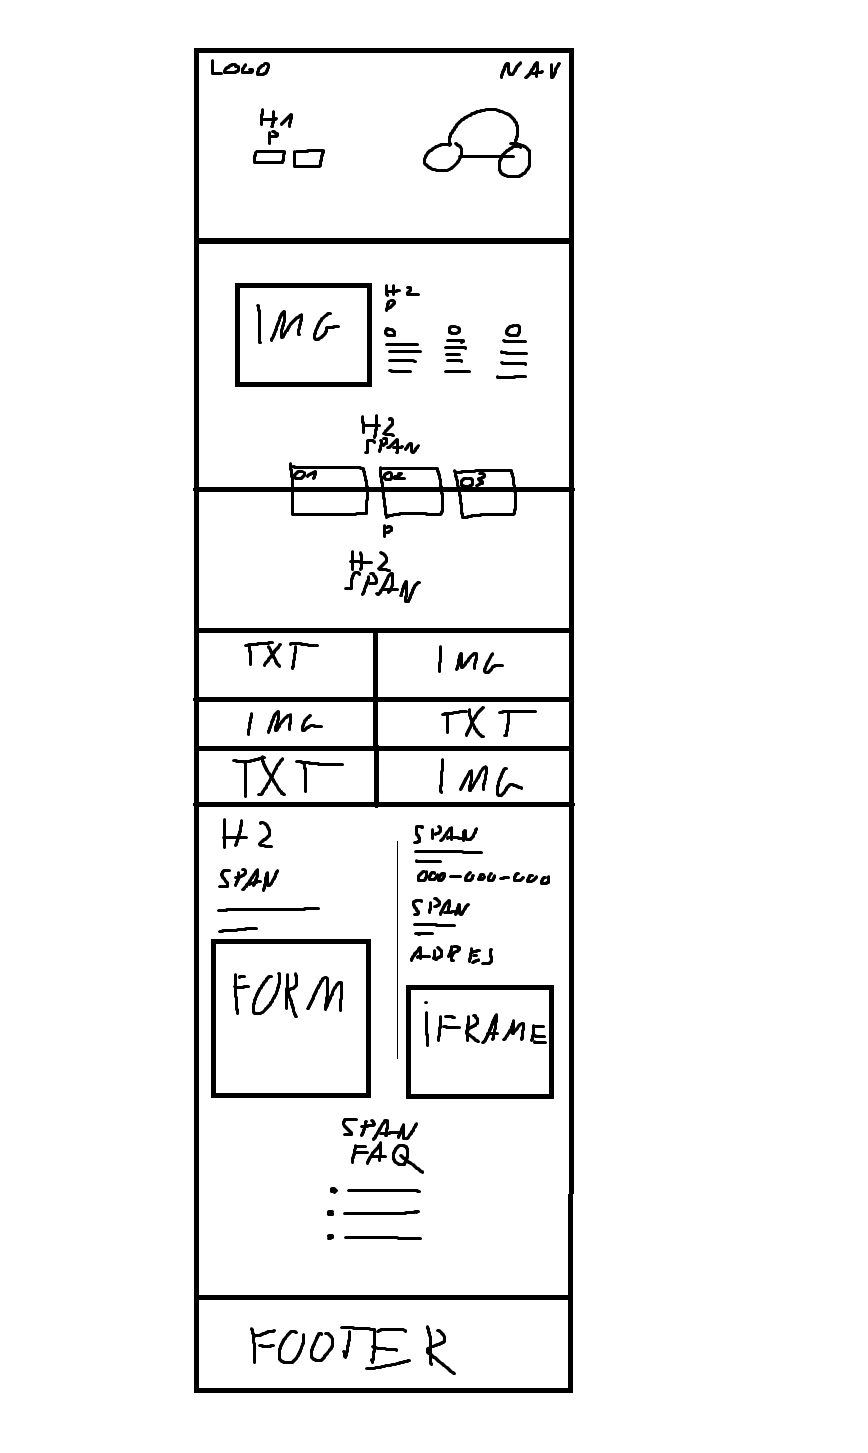 LOGO NAV
H1
P
IMG
H2
P
H2
SPAN
01 02 03
P
H2
SPAN
TXT IMG
IMG TXT
TXT IMG
H2
SPAN
FORM
SPAN
000-000-000
SPAN
ADRES
iFRAME
SPAN
FAQ
FOOTER